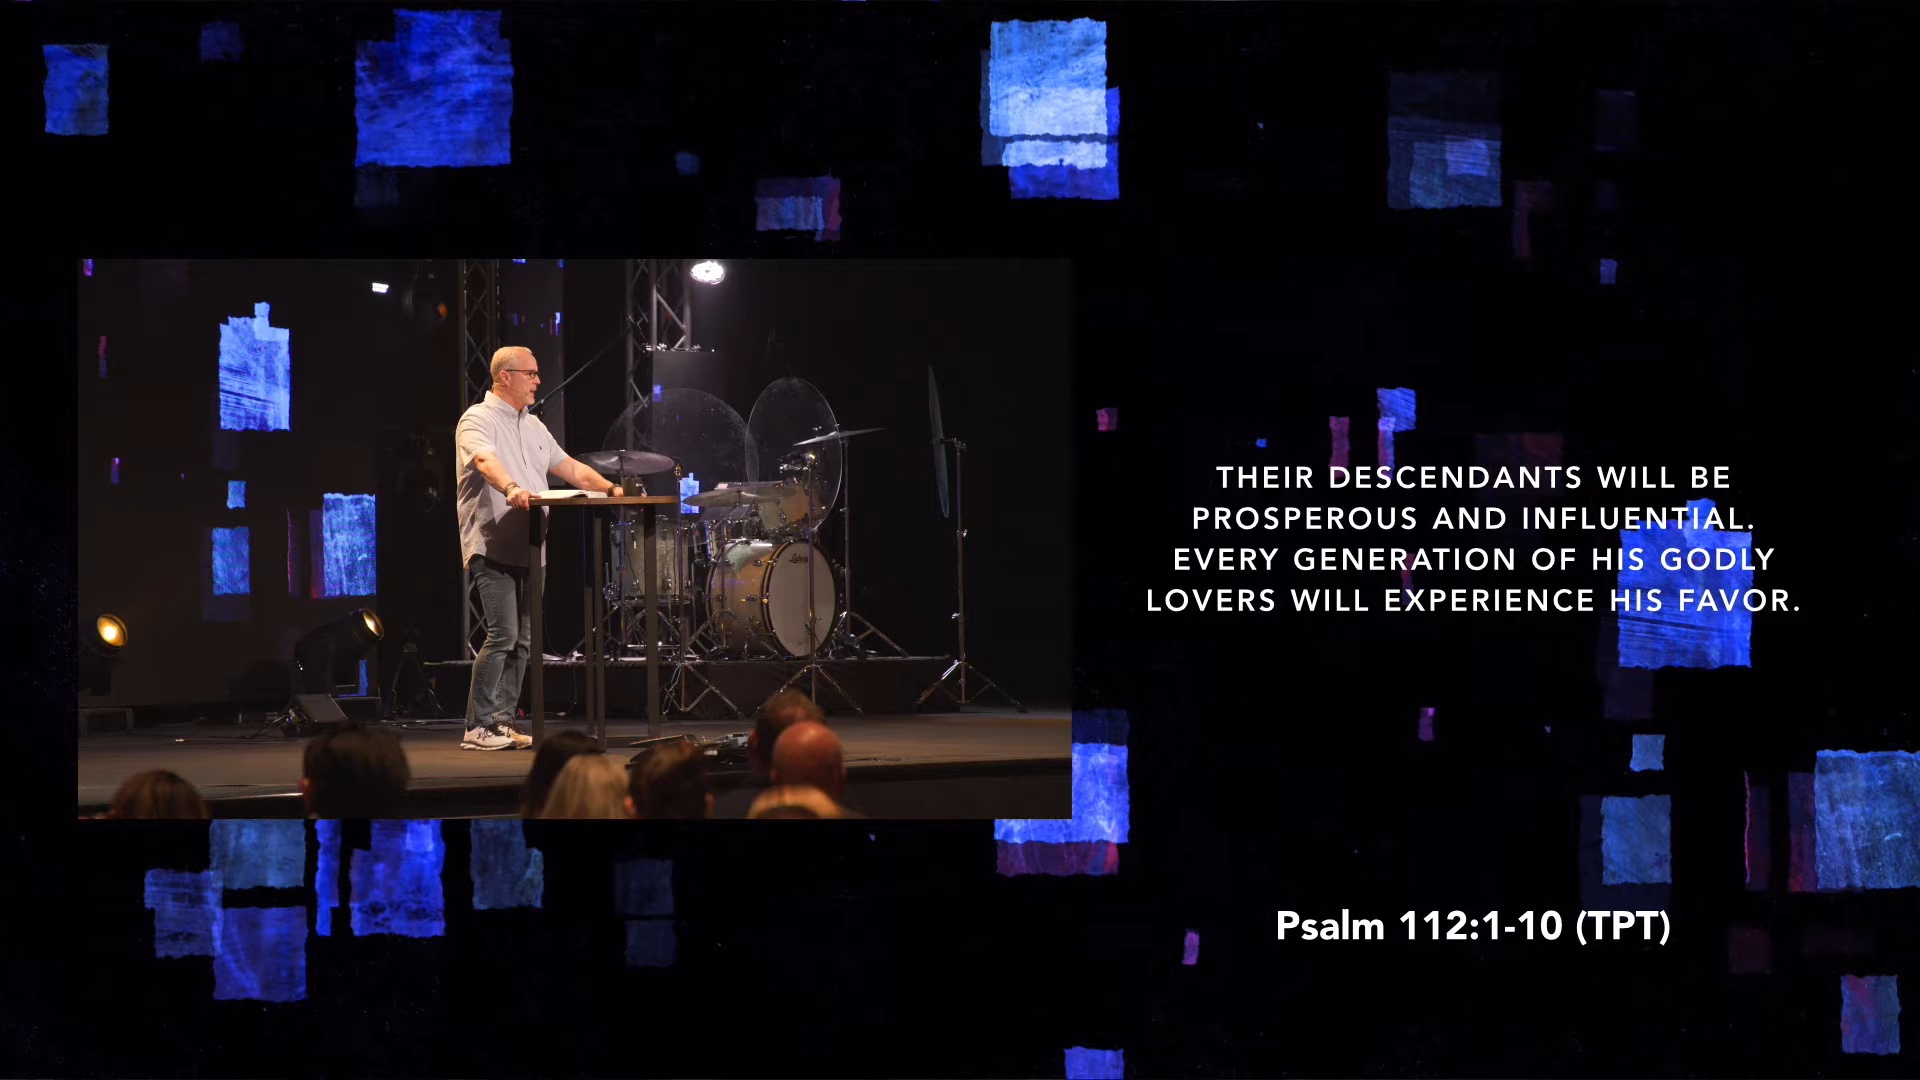 THEIR DESCENDANTS WILL BE
PROSPEROUS AND INFLUENTIAL.
EVERY GENERATION OF HIS GODLY
LOVERS WILL EXPERIENCE HIS FAVOR.
Psalm 112:1-10 (TPT)